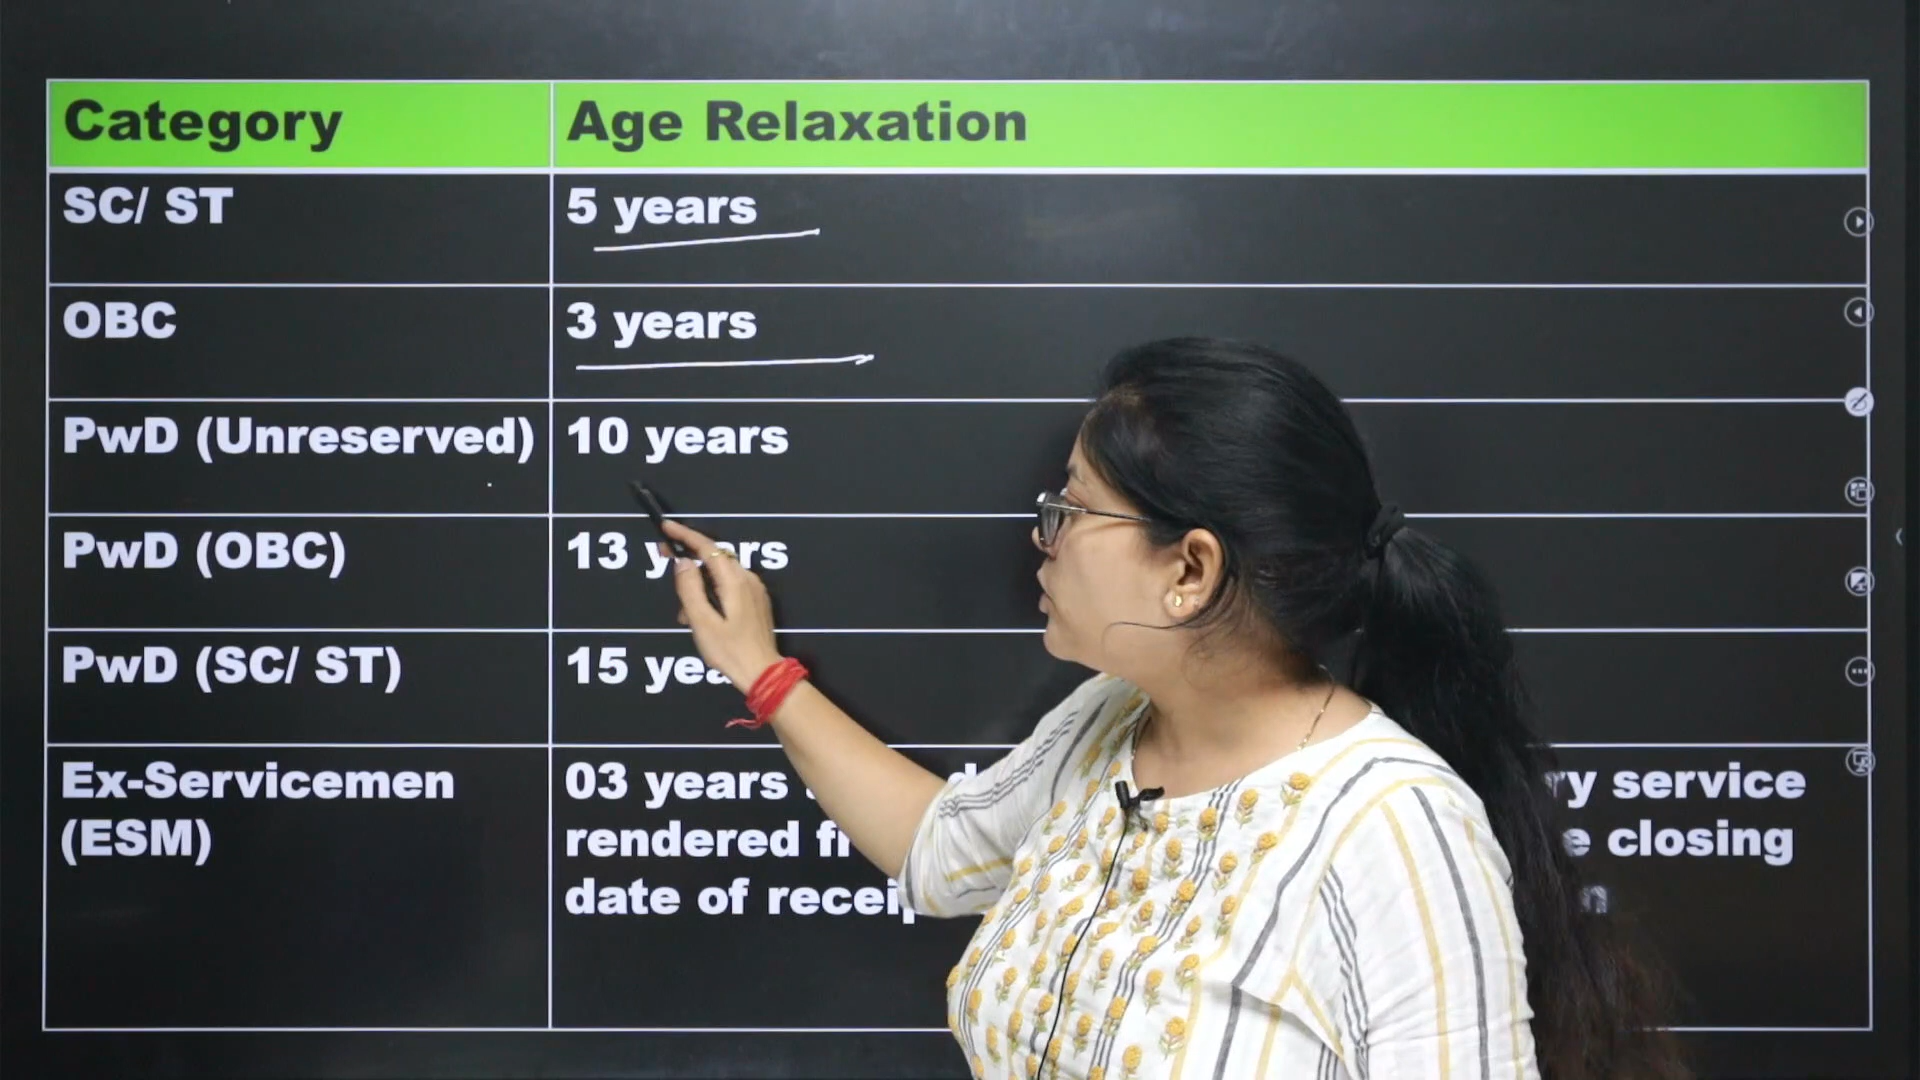 Category Age Relaxation
SC/ ST 5 years
OBC 3 years
PwD (Unreserved) 10 years
PwD (OBC) 13 years
PwD (SC/ ST) 15
Ex-Servicemen 03 years service
(ESM) rendered closing
date of